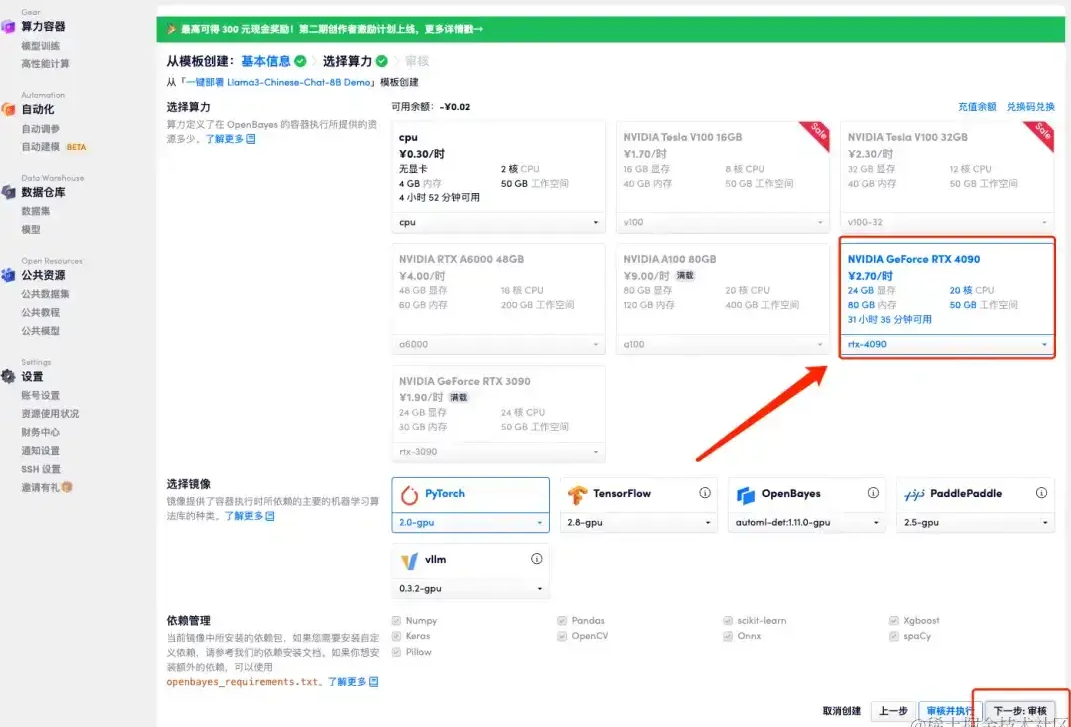 Gear
算力容器
模型训练
高性能计算
Automation
自动化
自动调参
自动建模 BETA
Data Warehouse
数据仓库
数据集
模型
Open Resources
公共资源
公共数据集
公共教程
公共模型
Settings
设置
账号设置
资源使用状况
财务中心
通知设置
SSH 设置
邀请有礼
最高可得 300 元现金奖励！第二期创作者激励计划上线，更多详情戳→
从模板创建： 基本信息 选择算力 审核
从「一键部署 Llama3-Chinese-Chat-8B Demo」模板创建
选择算力
算力定义了在 OpenBayes 的容器执行所提供的资
源多少。了解更多
可用余额：-¥0.02
充值余额 兑换码兑换
cpu
¥0.30/时
无显卡 2 核 CPU
4 GB 内存 50 GB 工作空间
4 小时 52 分钟可用
cpu
NVIDIA Tesla V100 16GB
Sale
¥1.70/时
16 GB 显存 8 核 CPU
40 GB 内存 50 GB 工作空间
v100
NVIDIA Tesla V100 32GB
Sale
¥2.30/时
32 GB 显存 12 核 CPU
40 GB 内存 50 GB 工作空间
v100-32
NVIDIA RTX A6000 48GB
¥4.00/时
48 GB 显存 16 核 CPU
60 GB 内存 200 GB 工作空间
a6000
NVIDIA A100 80GB
¥9.00/时 满载
80 GB 显存 20 核 CPU
120 GB 内存 400 GB 工作空间
a100
NVIDIA GeForce RTX 4090
¥2.70/时
24 GB 显存 20 核 CPU
80 GB 内存 50 GB 工作空间
31 小时 35 分钟可用
rtx-4090
NVIDIA GeForce RTX 3090
¥1.90/时 满载
24 GB 显存 24 核 CPU
30 GB 内存 50 GB 工作空间
rtx-3090
选择镜像
镜像提供了容器执行时所依赖的主要的机器学习算
法库的种类。了解更多
PyTorch
2.0-gpu
TensorFlow
2.8-gpu
OpenBayes
automl-def:1.11.0-gpu
PaddlePaddle
2.5-gpu
vllm
0.3.2-gpu
依赖管理
当前镜像中所安装的依赖包，如果您需要安装自定
义依赖，请参考我们的依赖安装文档。如果你想安
装额外的依赖，可以使用
openbayes_requirements.txt。了解更多
Numpy Pandas scikit-learn Xgboost
Keras OpenCV Onnx spaCy
Pillow
取消创建 上一步 审核并执行 下一步: 审核
@稀土掘金技术社区